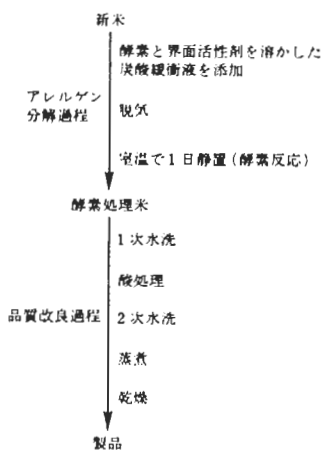 新米
酵素と界面活性剤を溶かした
炭酸緩衝液を添加
アレルゲン
分解過程
脱気
室温で1日静置(酵素反応)
酵素処理米
1次水洗
酸処理
品質改良過程
2次水洗
蒸煮
乾燥
製品